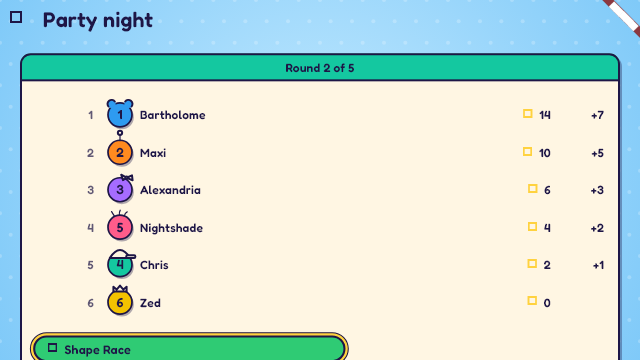 Party night
Round 2 of 5
1 1 Bartholome 14 +7
2 2 Maxi 10 +5
3 3 Alexandria 6 +3
4 5 Nightshade 4 +2
5 4 Chris 2 +1
6 6 Zed 0
Shape Race